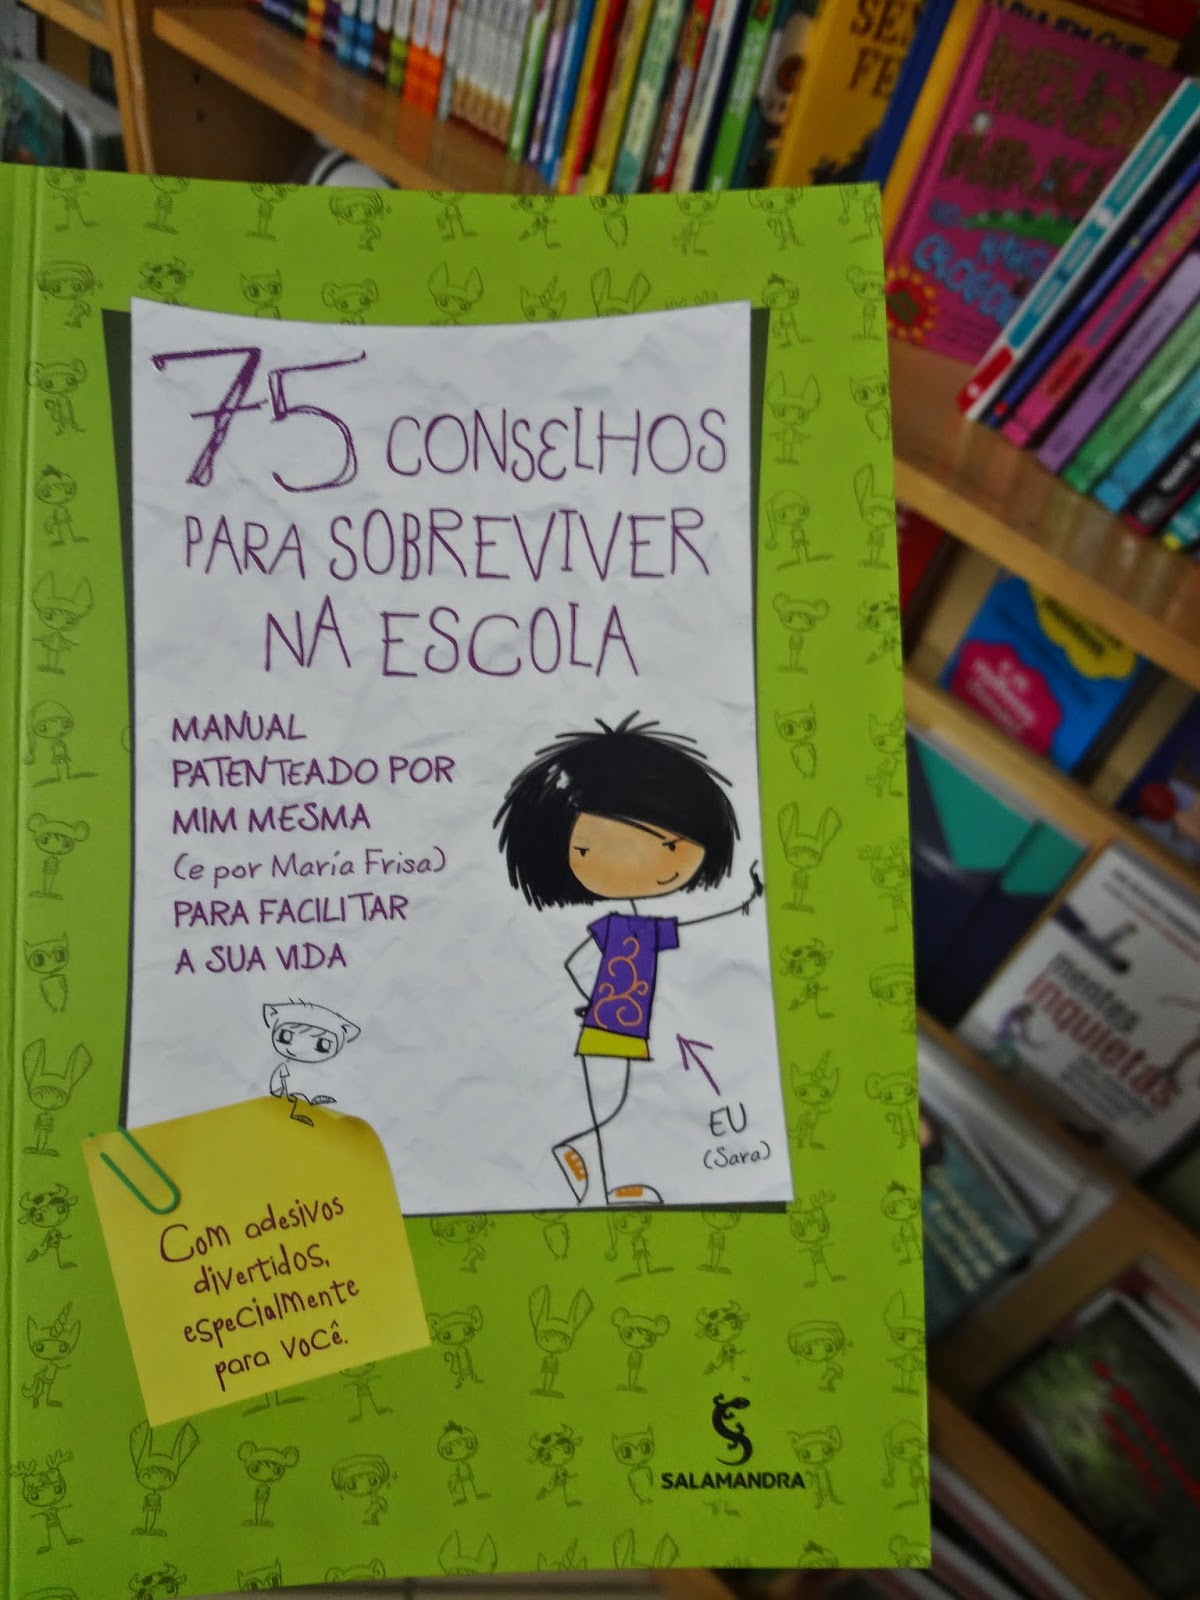 75 CONSELHOS
PARA SOBREVIVER
NA ESCOLA
MANUAL
PATENTEADO POR
MIM MESMA
(e por María Frisa)
PARA FACILITAR
A SUA VIDA
EU
(Sara)
Com adesivos
divertidos,
especialmente
para você.
SALAMANDRA
mentes
inquietas